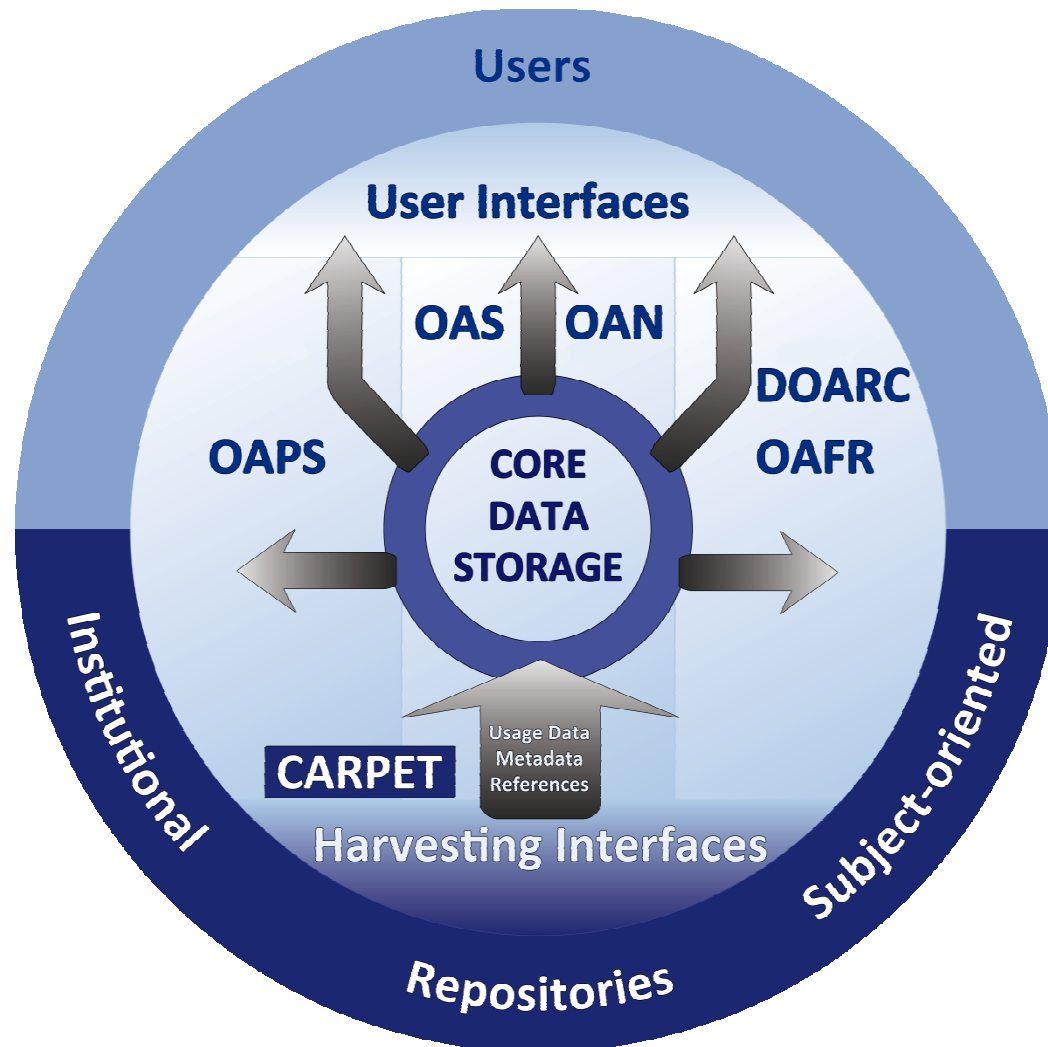 Users
User Interfaces
OAS
OAN
DOARC
OAPS
OAFR
CORE
DATA
STORAGE
Usage Data
Metadata
References
CARPET
Harvesting Interfaces
Institutional
Repositories
Subject-oriented